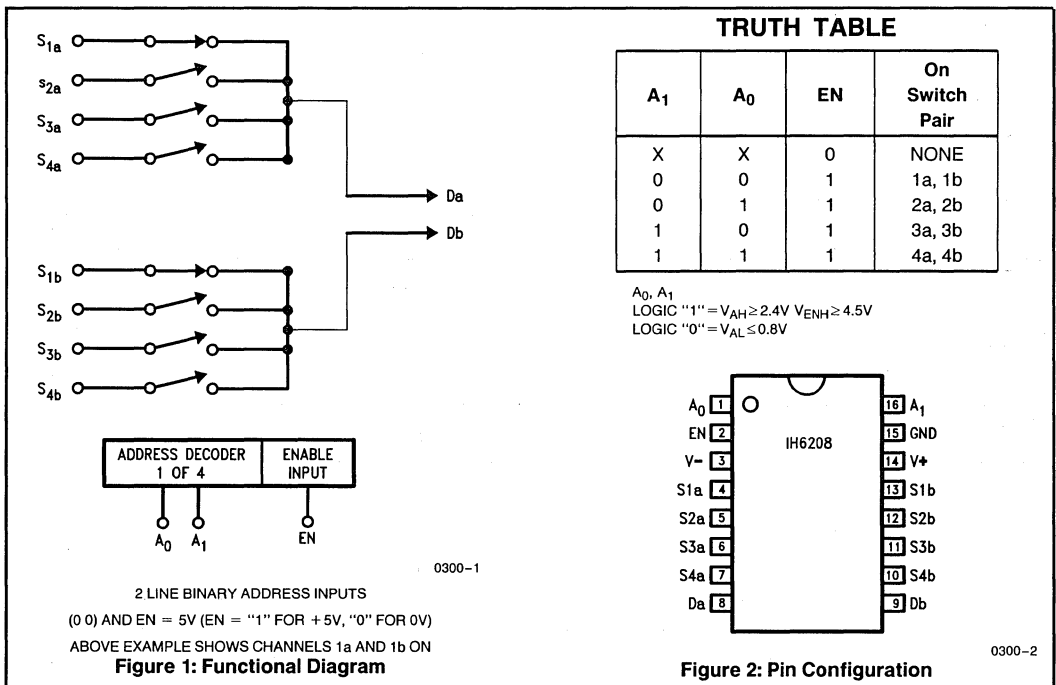 S1a
s2a
S3a
S4a
Da
Db
S1b
S2b
S3b
S4b
ADDRESS DECODER
1 OF 4
ENABLE
INPUT
A0
A1
EN
0300-1
2 LINE BINARY ADDRESS INPUTS
(0 0) AND EN = 5V (EN = "1" FOR +5V, "0" FOR 0V)
ABOVE EXAMPLE SHOWS CHANNELS 1a AND 1b ON
Figure 1: Functional Diagram
TRUTH TABLE
A1 A0 EN On Switch Pair
X X 0 NONE
0 0 1 1a, 1b
0 1 1 2a, 2b
1 0 1 3a, 3b
1 1 1 4a, 4b
A0, A1
LOGIC "1" = VAH ≥ 2.4V VENH ≥ 4.5V
LOGIC "0" = VAL ≤ 0.8V
A0 1 16 A1
EN 2 15 GND
IH6208
V- 3 14 V+
S1a 4 13 S1b
S2a 5 12 S2b
S3a 6 11 S3b
S4a 7 10 S4b
Da 8 9 Db
0300-2
Figure 2: Pin Configuration